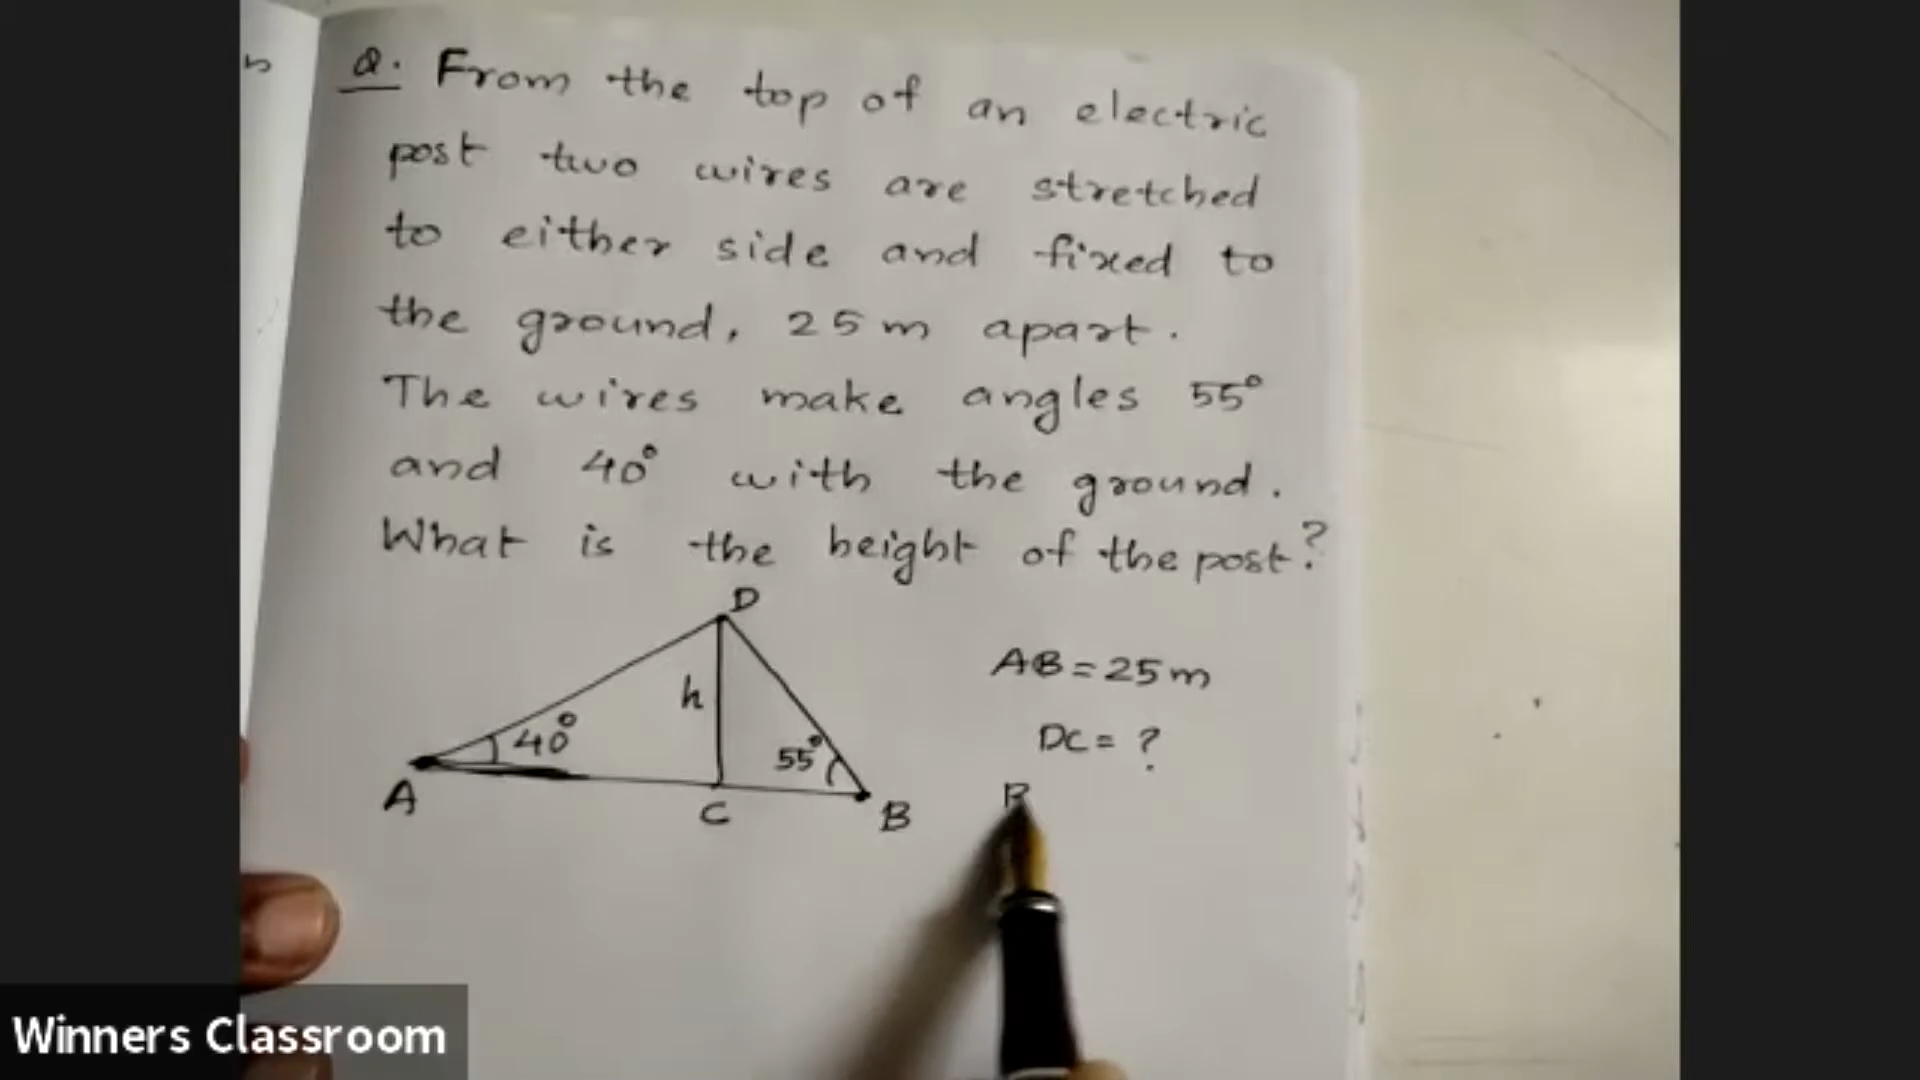 Q. From the top of an electric
post two wires are stretched
to either side and fixed to
the ground, 25 m apart.
The wires make angles 55°
and 40° with the ground.
What is the height of the post?
D
h
40°
55°
A
C
B
AB = 25 m
DC = ?
Winners Classroom